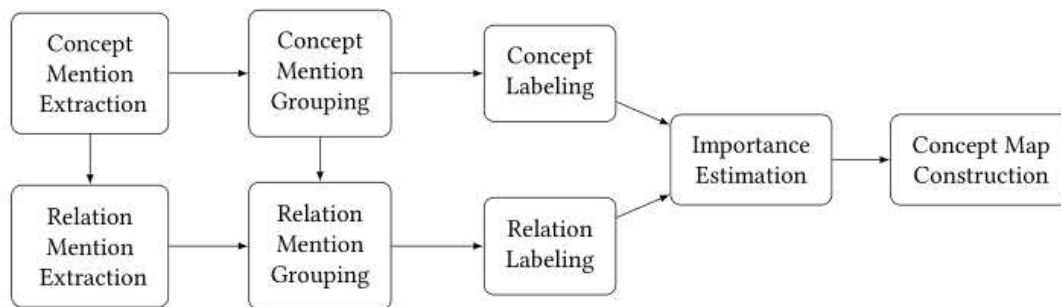 Concept
Mention
Extraction
Concept
Mention
Grouping
Concept
Labeling
Importance
Estimation
Concept Map
Construction
Relation
Mention
Extraction
Relation
Mention
Grouping
Relation
Labeling